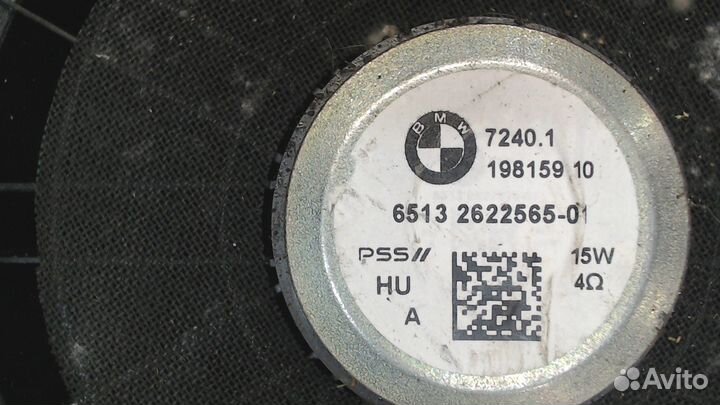 BMW
7240.1
198159 10
6513 2622565-01
PSS//
15W
HU
4Ω
A
Avito